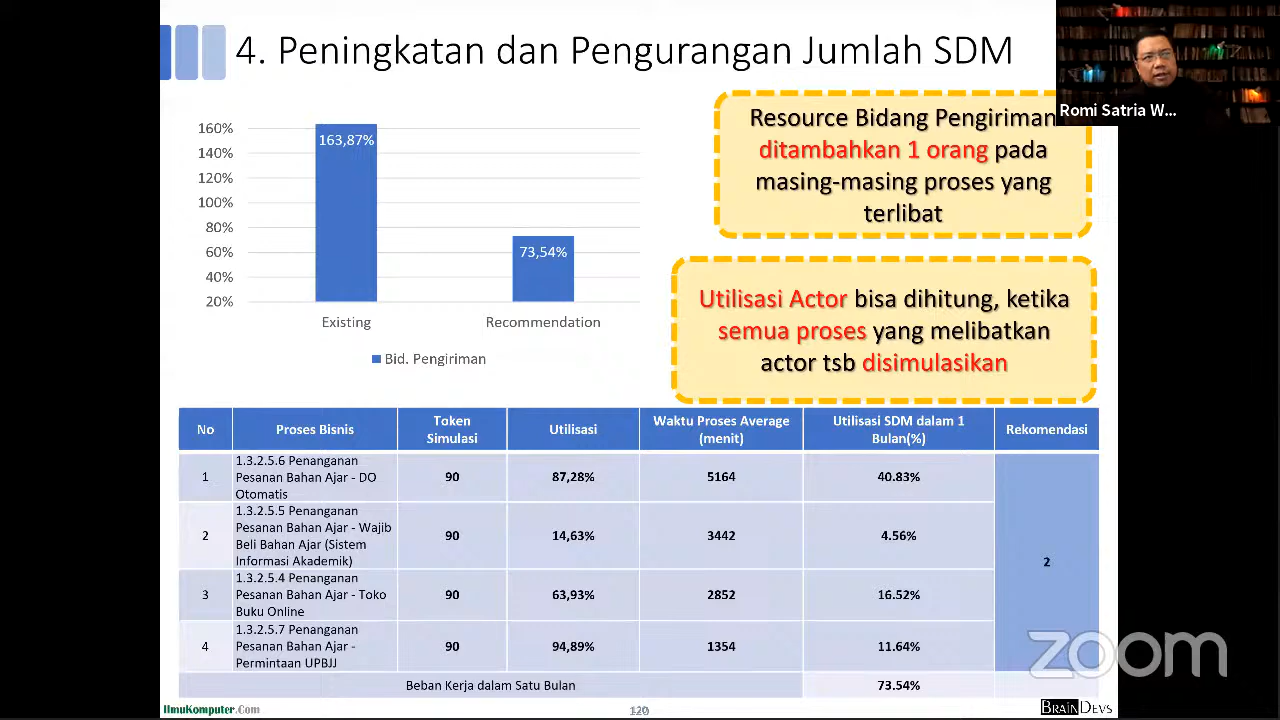 4. Peningkatan dan Pengurangan Jumlah SDM
Romi Satria W...
160%
140%
120%
100%
80%
60%
40%
20%
163,87%
73,54%
Existing
Recommendation
Bid. Pengiriman
Resource Bidang Pengiriman
ditambahkan 1 orang pada
masing-masing proses yang
terlibat
Utilisasi Actor bisa dihitung, ketika
semua proses yang melibatkan
actor tsb disimulasikan
No
Proses Bisnis
Token
Simulasi
Utilisasi
Waktu Proses Average
(menit)
Utilisasi SDM dalam 1
Bulan(%)
Rekomendasi
1
1.3.2.5.6 Penanganan
Pesanan Bahan Ajar - DO
Otomatis
90
87,28%
5164
40.83%
2
1.3.2.5.5 Penanganan
Pesanan Bahan Ajar - Wajib
Beli Bahan Ajar (Sistem
Informasi Akademik)
90
14,63%
3442
4.56%
2
3
1.3.2.5.4 Penanganan
Pesanan Bahan Ajar - Toko
Buku Online
90
63,93%
2852
16.52%
4
1.3.2.5.7 Penanganan
Pesanan Bahan Ajar -
Permintaan UPBJJ
90
94,89%
1354
11.64%
Beban Kerja dalam Satu Bulan
73.54%
zoom
IlmuKomputer.Com
BRAINDEVS